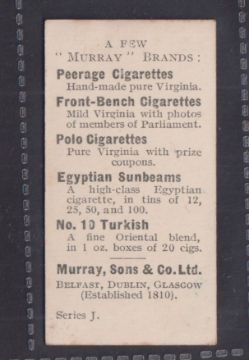 A FEW
"MURRAY" BRANDS:
Peerage Cigarettes
Hand-made pure Virginia.
Front-Bench Cigarettes
Mild Virginia with photos
of members of Parliament.
Polo Cigarettes
Pure Virginia with prize
coupons.
Egyptian Sunbeams
A high-class Egyptian
cigarette, in tins of 12,
25, 50, and 100.
No. 10 Turkish
A fine Oriental blend,
in 1 oz. boxes of 20 cigs.
Murray, Sons & Co. Ltd.
BELFAST, DUBLIN, GLASGOW
(Established 1810).
Series J.